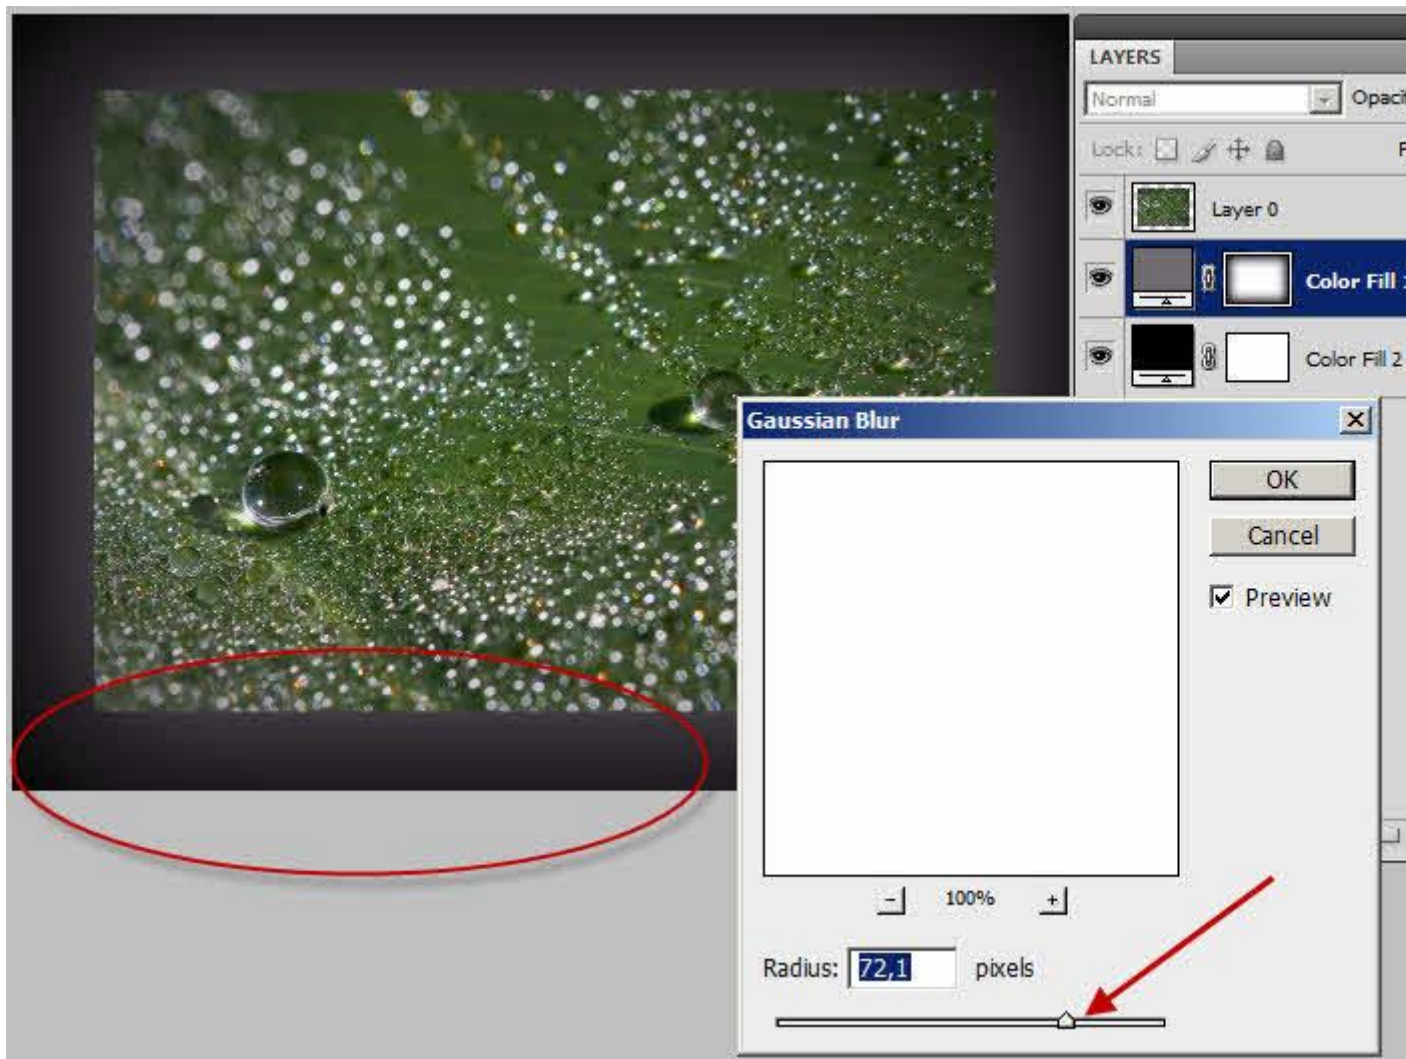 LAYERS
Normal
Lock:
Layer 0
Color Fill
Color Fill 2
Gaussian Blur
OK
Cancel
Preview
100%
Radius: 72,1 pixels